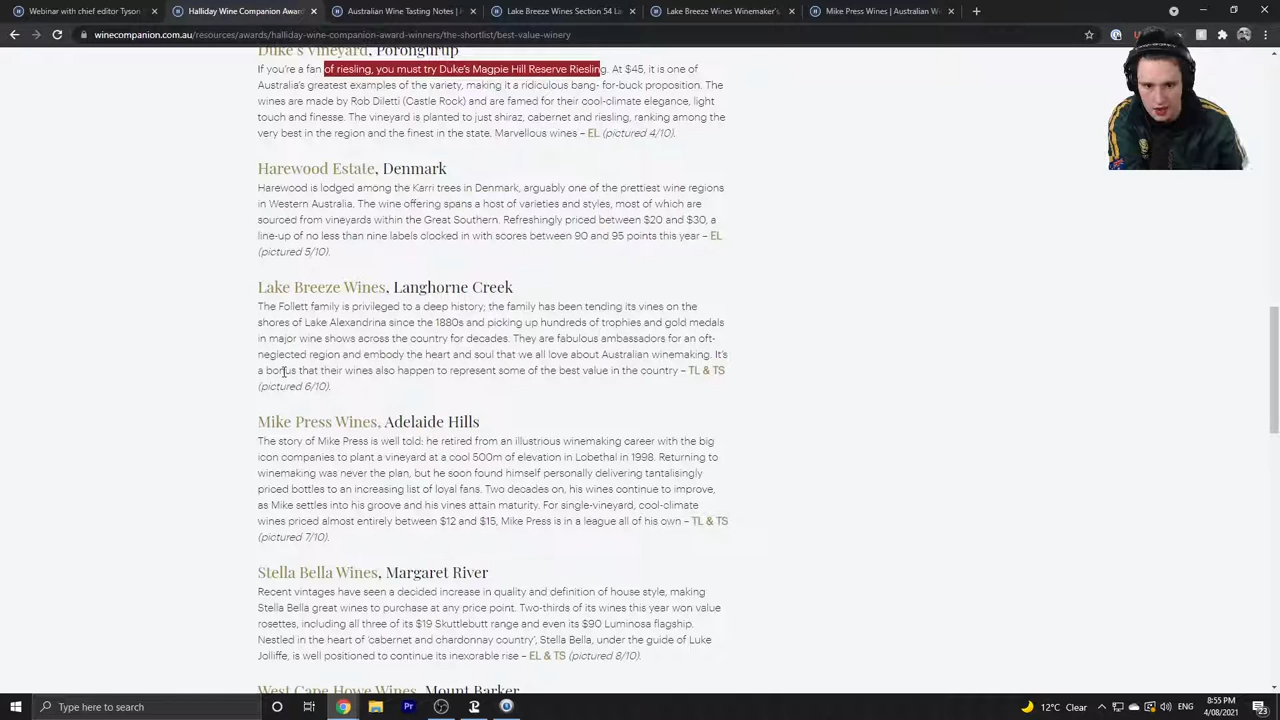 Webinar with chief editor Tyson
Halliday Wine Companion Awar
Australian Wine Tasting Notes |
Lake Breeze Wines Section 54 La
Lake Breeze Wines Winemaker's
Mike Press Wines | Australian W
winecompanion.com.au/resources/awards/halliday-wine-companion-award-winners/the-shortlist/best-value-winery
Duke's Vineyard, Porongurup
If you're a fan of riesling, you must try Duke's Magpie Hill Reserve Riesling. At $45, it is one of
Australia's greatest examples of the variety, making it a ridiculous bang- for-buck proposition. The
wines are made by Rob Diletti (Castle Rock) and are famed for their cool-climate elegance, light
touch and finesse. The vineyard is planted to just shiraz, cabernet and riesling, ranking among the
very best in the region and the finest in the state. Marvellous wines – EL (pictured 4/10).
Harewood Estate, Denmark
Harewood is lodged among the Karri trees in Denmark, arguably one of the prettiest wine regions
in Western Australia. The wine offering spans a host of varieties and styles, most of which are
sourced from vineyards within the Great Southern. Refreshingly priced between $20 and $30, a
line-up of no less than nine labels clocked in with scores between 90 and 95 points this year – EL
(pictured 5/10).
Lake Breeze Wines, Langhorne Creek
The Follett family is privileged to a deep history; the family has been tending its vines on the
shores of Lake Alexandrina since the 1880s and picking up hundreds of trophies and gold medals
in major wine shows across the country for decades. They are fabulous ambassadors for an oft-
neglected region and embody the heart and soul that we all love about Australian winemaking. It's
a bonus that their wines also happen to represent some of the best value in the country – TL & TS
(pictured 6/10).
Mike Press Wines, Adelaide Hills
The story of Mike Press is well told: he retired from an illustrious winemaking career with the big
icon companies to plant a vineyard at a cool 500m of elevation in Lobethal in 1998. Returning to
winemaking was never the plan, but he soon found himself personally delivering tantalisingly
priced bottles to an increasing list of loyal fans. Two decades on, his wines continue to improve,
as Mike settles into his groove and his vines attain maturity. For single-vineyard, cool-climate
wines priced almost entirely between $12 and $15, Mike Press is in a league all of his own – TL & TS
(pictured 7/10).
Stella Bella Wines, Margaret River
Recent vintages have seen a decided increase in quality and definition of house style, making
Stella Bella great wines to purchase at any price point. Two-thirds of its wines this year won value
rosettes, including all three of its $19 Skuttlebutt range and even its $90 Luminosa flagship.
Nestled in the heart of 'cabernet and chardonnay country', Stella Bella, under the guide of Luke
Jolliffe, is well positioned to continue its inexorable rise – EL & TS (pictured 8/10).
West Cape Howe Wines, Mount Barker
Type here to search
12°C Clear
8:55 PM
4/08/2021
23